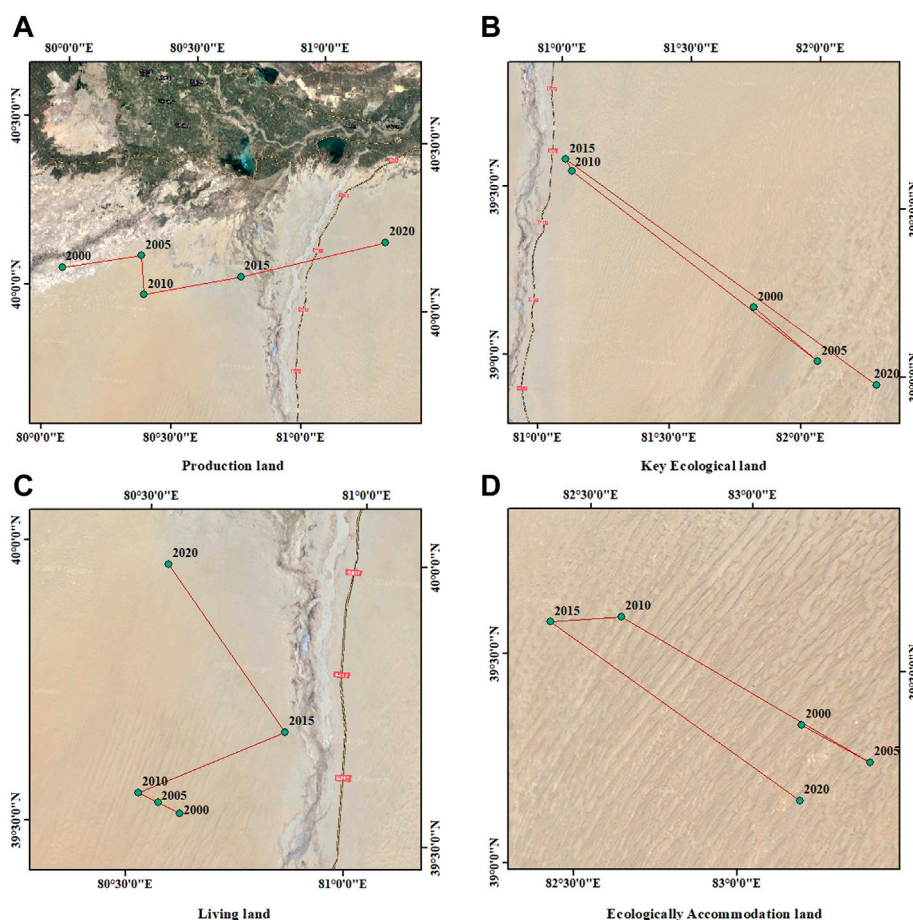 A
80°0'0"E 80°30'0"E 81°0'0"E
40°30'0"N
40°30'0"N
2020
2005
2000
2015
2010
40°0'0"N
40°0'0"N
80°0'0"E 80°30'0"E 81°0'0"E
Production land
B
81°0'0"E 81°30'0"E 82°0'0"E
2015
2010
39°30'0"N
2000
2005
39°0'0"N
2020
81°0'0"E 81°30'0"E 82°0'0"E
Key Ecological land
C
80°30'0"E 81°0'0"E
40°0'0"N
40°0'0"N
2020
2015
2010
2005
2000
39°30'0"N
39°30'0"N
80°30'0"E 81°0'0"E
Living land
D
82°30'0"E 83°0'0"E
2015
2010
39°30'0"N
2000
2005
2020
39°0'0"N
82°30'0"E 83°0'0"E
Ecologically Accommodation land